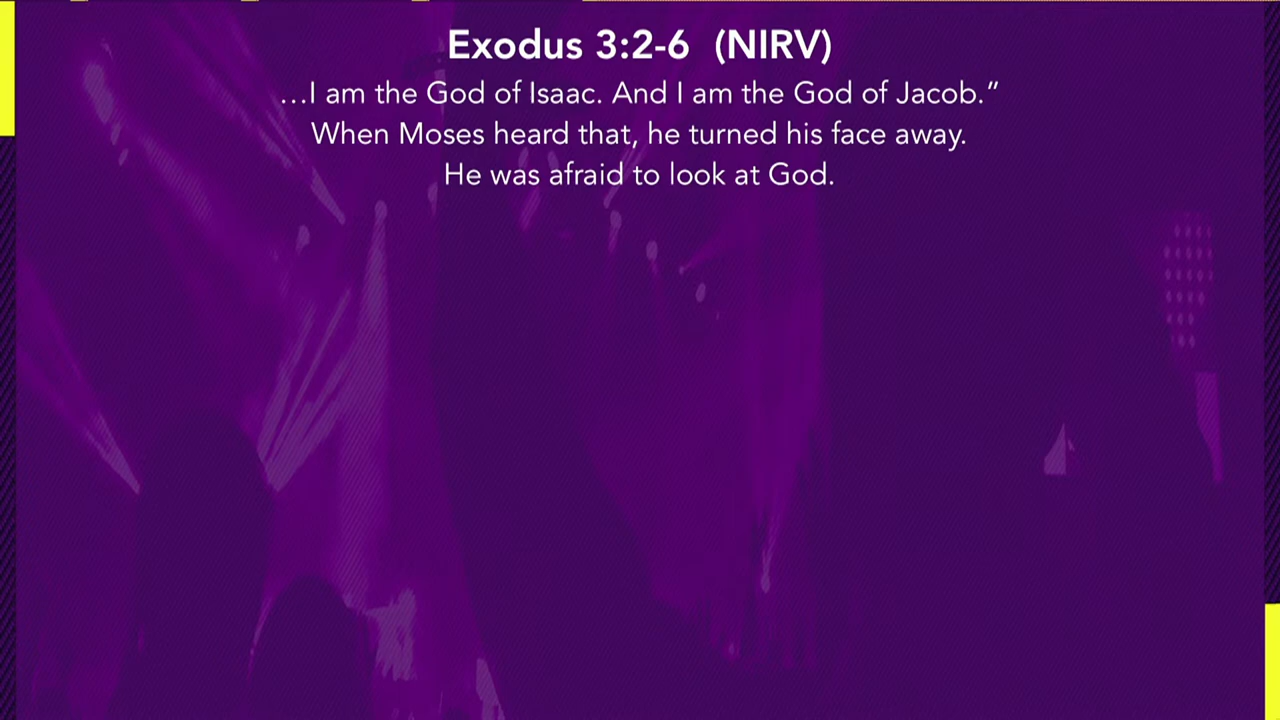 Exodus 3:2-6 (NIRV)
…I am the God of Isaac. And I am the God of Jacob.”
When Moses heard that, he turned his face away.
He was afraid to look at God.